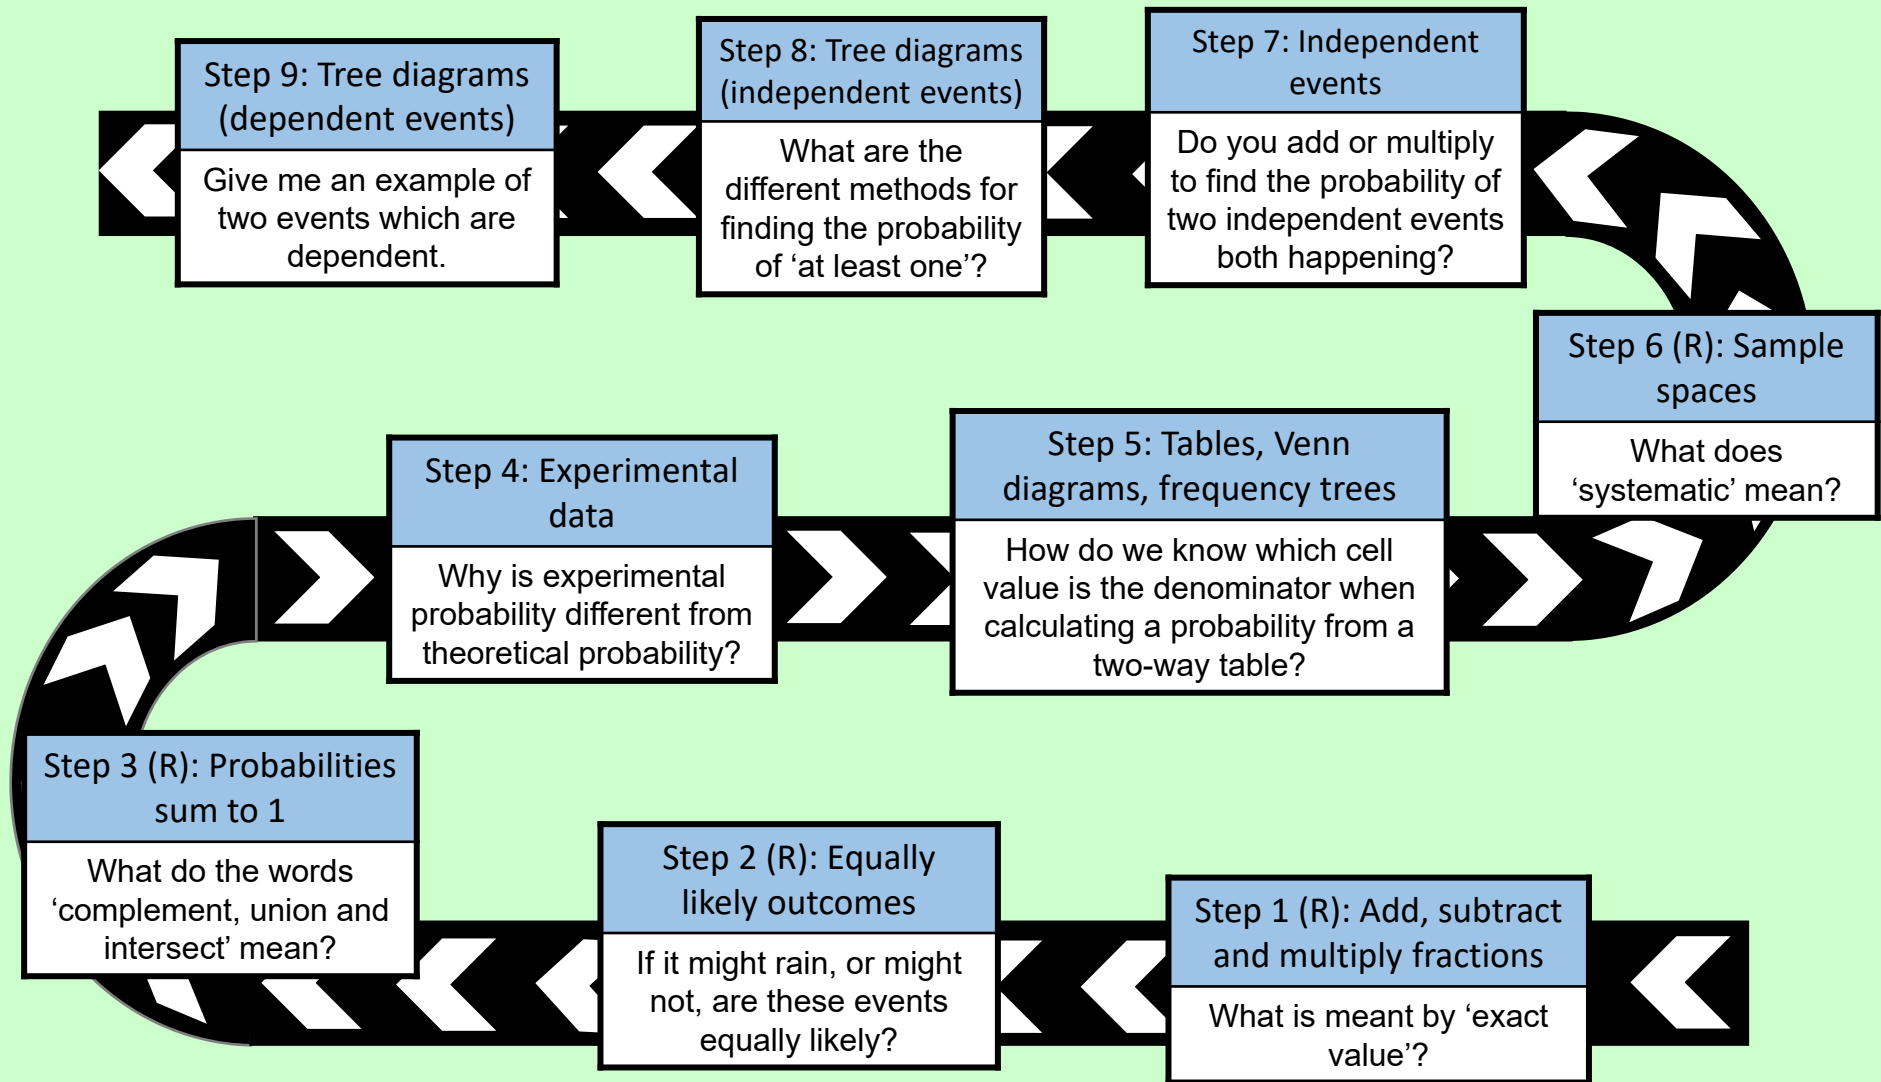 Step 9: Tree diagrams
(dependent events)
Give me an example of
two events which are
dependent.
Step 8: Tree diagrams
(independent events)
What are the
different methods for
finding the probability
of ‘at least one’?
Step 7: Independent
events
Do you add or multiply
to find the probability of
two independent events
both happening?
Step 6 (R): Sample
spaces
What does
‘systematic’ mean?
Step 4: Experimental
data
Why is experimental
probability different from
theoretical probability?
Step 5: Tables, Venn
diagrams, frequency trees
How do we know which cell
value is the denominator when
calculating a probability from a
two-way table?
Step 3 (R): Probabilities
sum to 1
What do the words
‘complement, union and
intersect’ mean?
Step 2 (R): Equally
likely outcomes
If it might rain, or might
not, are these events
equally likely?
Step 1 (R): Add, subtract
and multiply fractions
What is meant by ‘exact
value’?